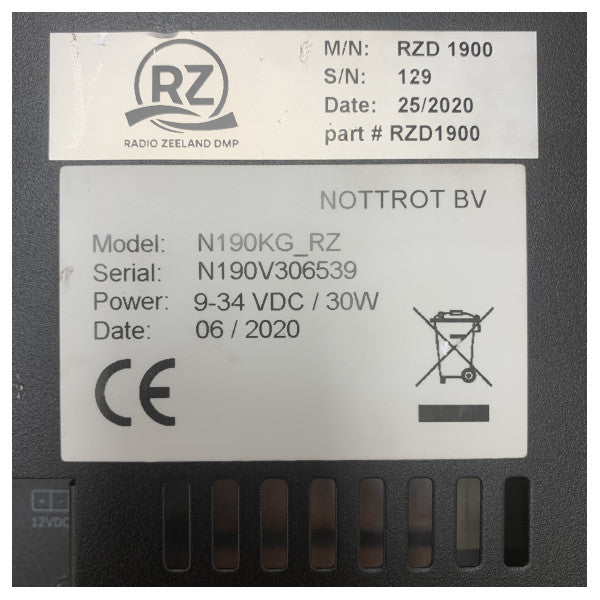 RZ
RADIO ZEELAND DMP
M/N: RZD 1900
S/N: 129
Date: 25/2020
part # RZD1900
NOTTROT BV
Model: N190KG_RZ
Serial: N190V306539
Power: 9-34 VDC / 30W
Date: 06 / 2020
CE
12VDC